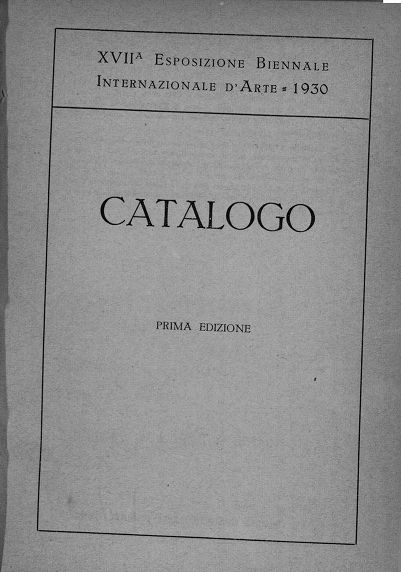 XVIIᴬ Esposizione Biennale
Internazionale d'Arte = 1930
CATALOGO
PRIMA EDIZIONE